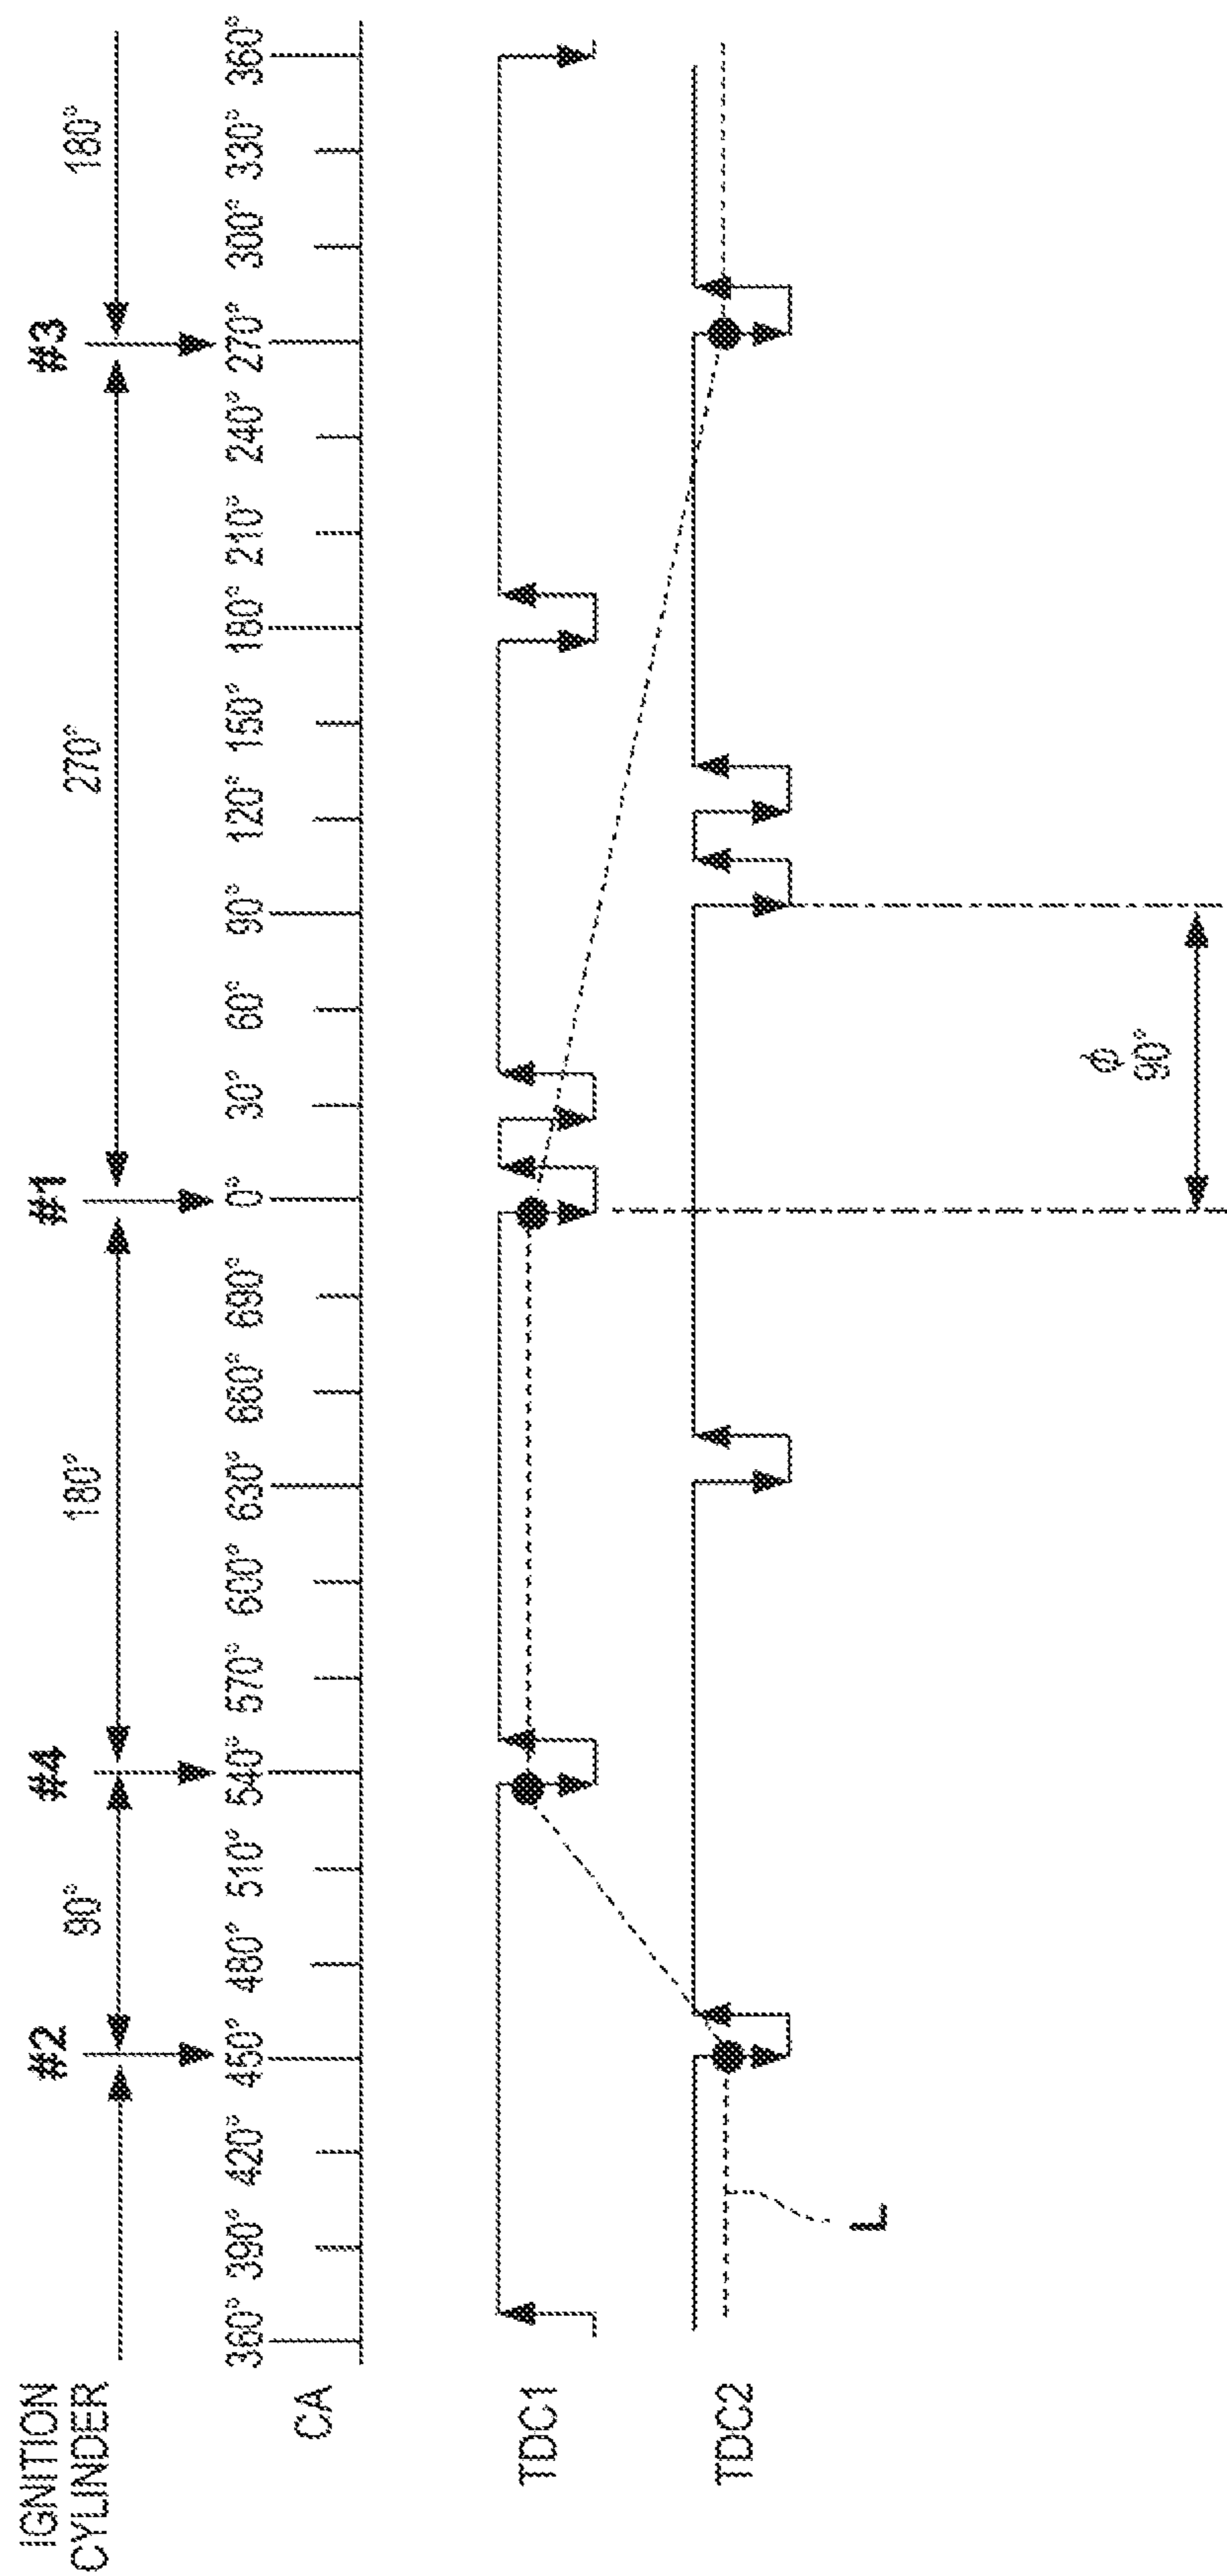 IGNITION
CYLINDER
#2 #4 #1 #3
90° 180° 270° 180°
360° 390° 420° 450° 480° 510° 540° 570° 600° 630° 660° 690° 0° 30° 60° 90° 120° 150° 180° 210° 240° 270° 300° 330° 360°
CA
TDC1
TDC2
L
φ
90°